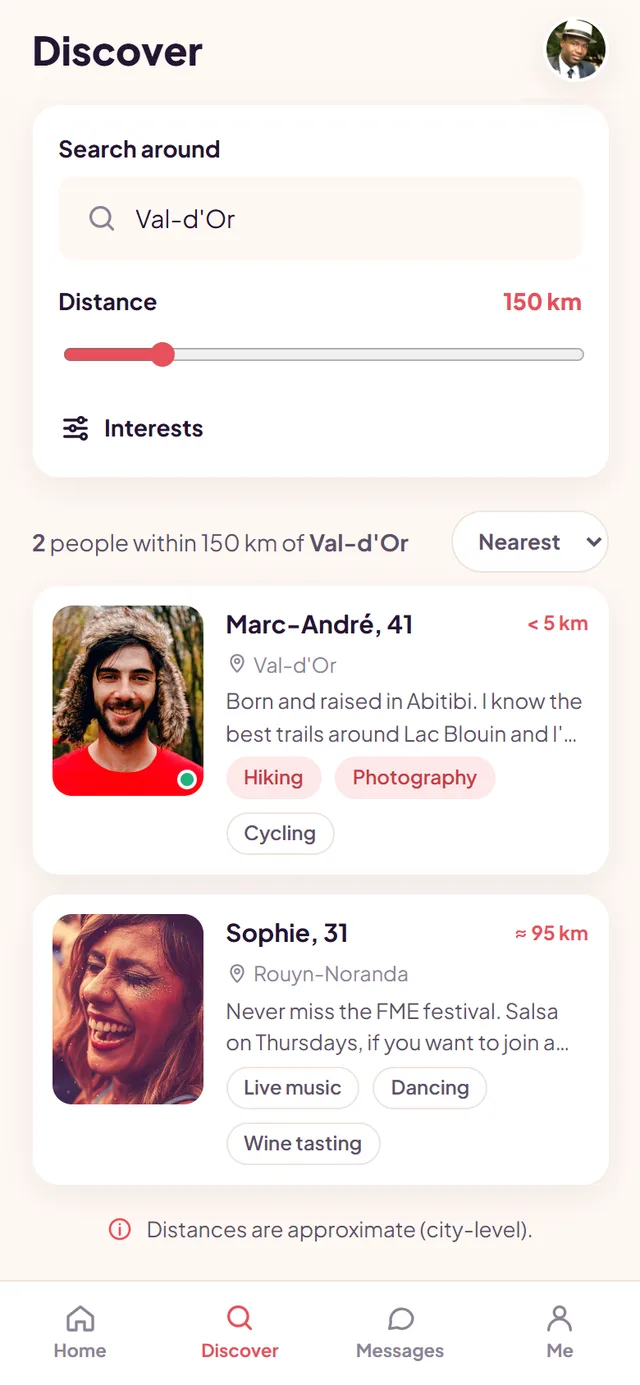 Discover
Search around
Val-d'Or
Distance
150 km
Interests
2 people within 150 km of Val-d'Or
Nearest
Marc-André, 41
< 5 km
Val-d'Or
Born and raised in Abitibi. I know the
best trails around Lac Blouin and I'...
Hiking
Photography
Cycling
Sophie, 31
≈ 95 km
Rouyn-Noranda
Never miss the FME festival. Salsa
on Thursdays, if you want to join a...
Live music
Dancing
Wine tasting
Distances are approximate (city-level).
Home
Discover
Messages
Me